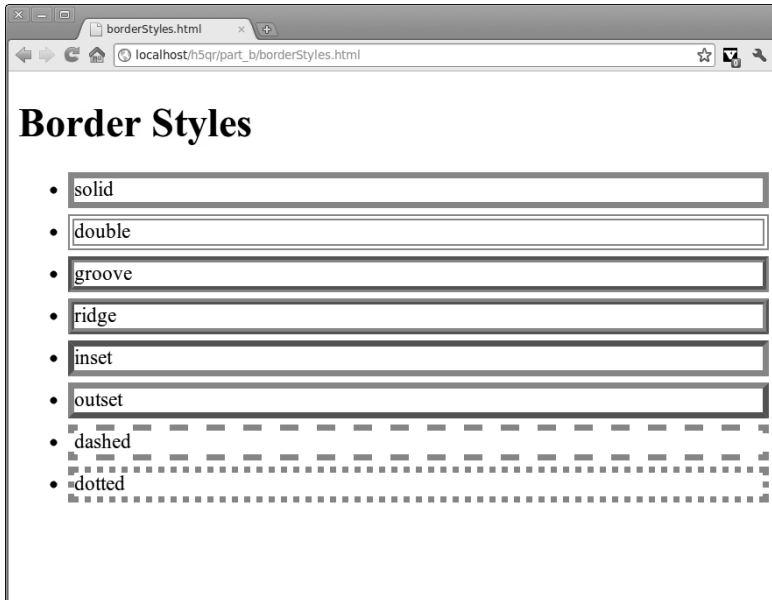 borderStyles.html
localhost/h5qr/part_b/borderStyles.html
Border Styles
solid
double
groove
ridge
inset
outset
dashed
dotted